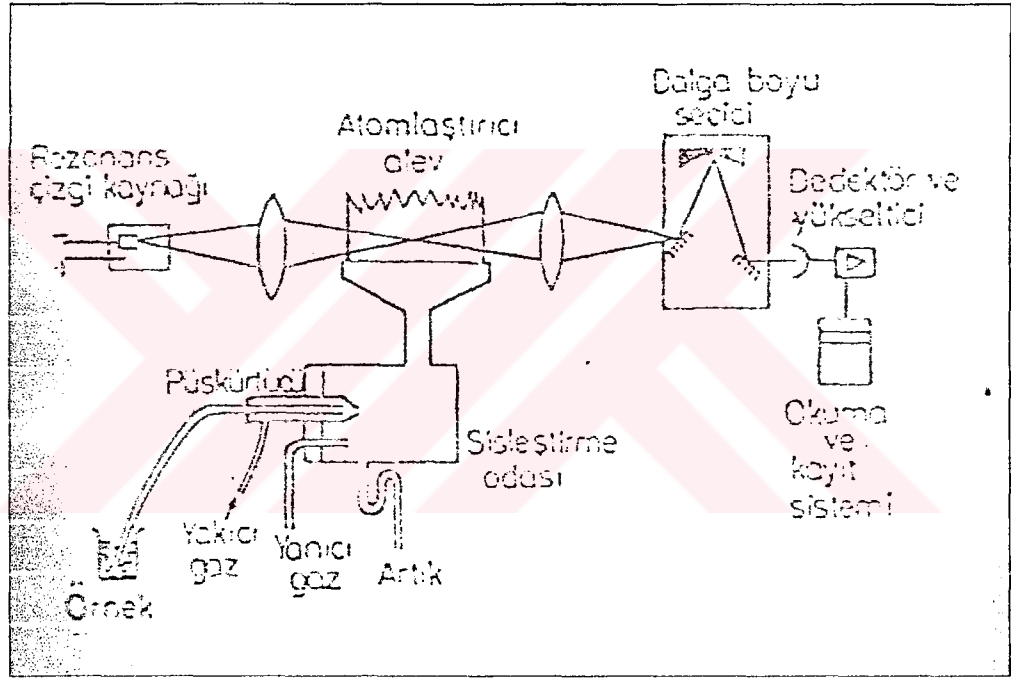 Rezonans
çizgi kaynağı
Atomlaştırıcı
alev
Dalga boyu
seçici
Dedektör ve
yükseltici
Püskürtücü
Sisleştirme
odası
Okuma
ve
kayıt
sistemi
Yakıcı
gaz
Yanıcı
gaz
Artık
Örnek